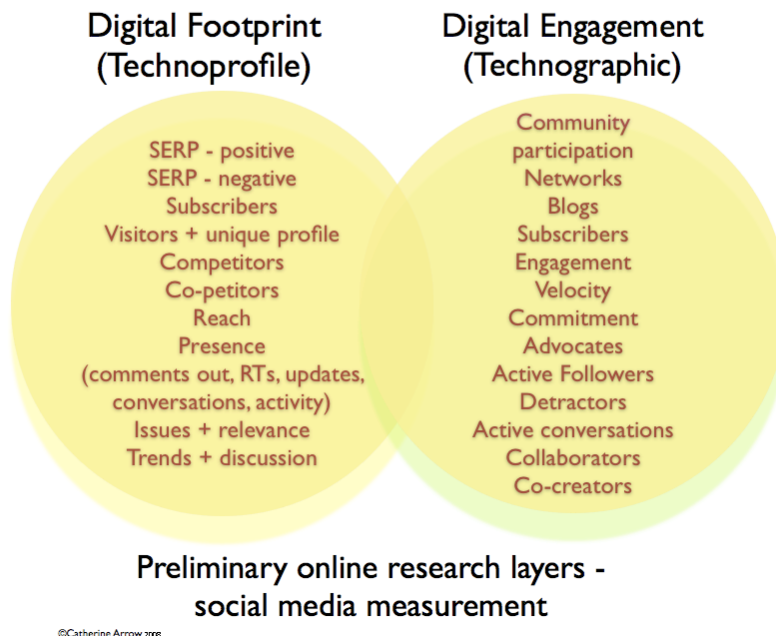 Digital Footprint
(Technoprofile)
Digital Engagement
(Technographic)
SERP - positive
SERP - negative
Subscribers
Visitors + unique profile
Competitors
Co-petitors
Reach
Presence
(comments out, RTs, updates,
conversations, activity)
Issues + relevance
Trends + discussion
Community
participation
Networks
Blogs
Subscribers
Engagement
Velocity
Commitment
Advocates
Active Followers
Detractors
Active conversations
Collaborators
Co-creators
Preliminary online research layers -
social media measurement
©Catherine Arrow